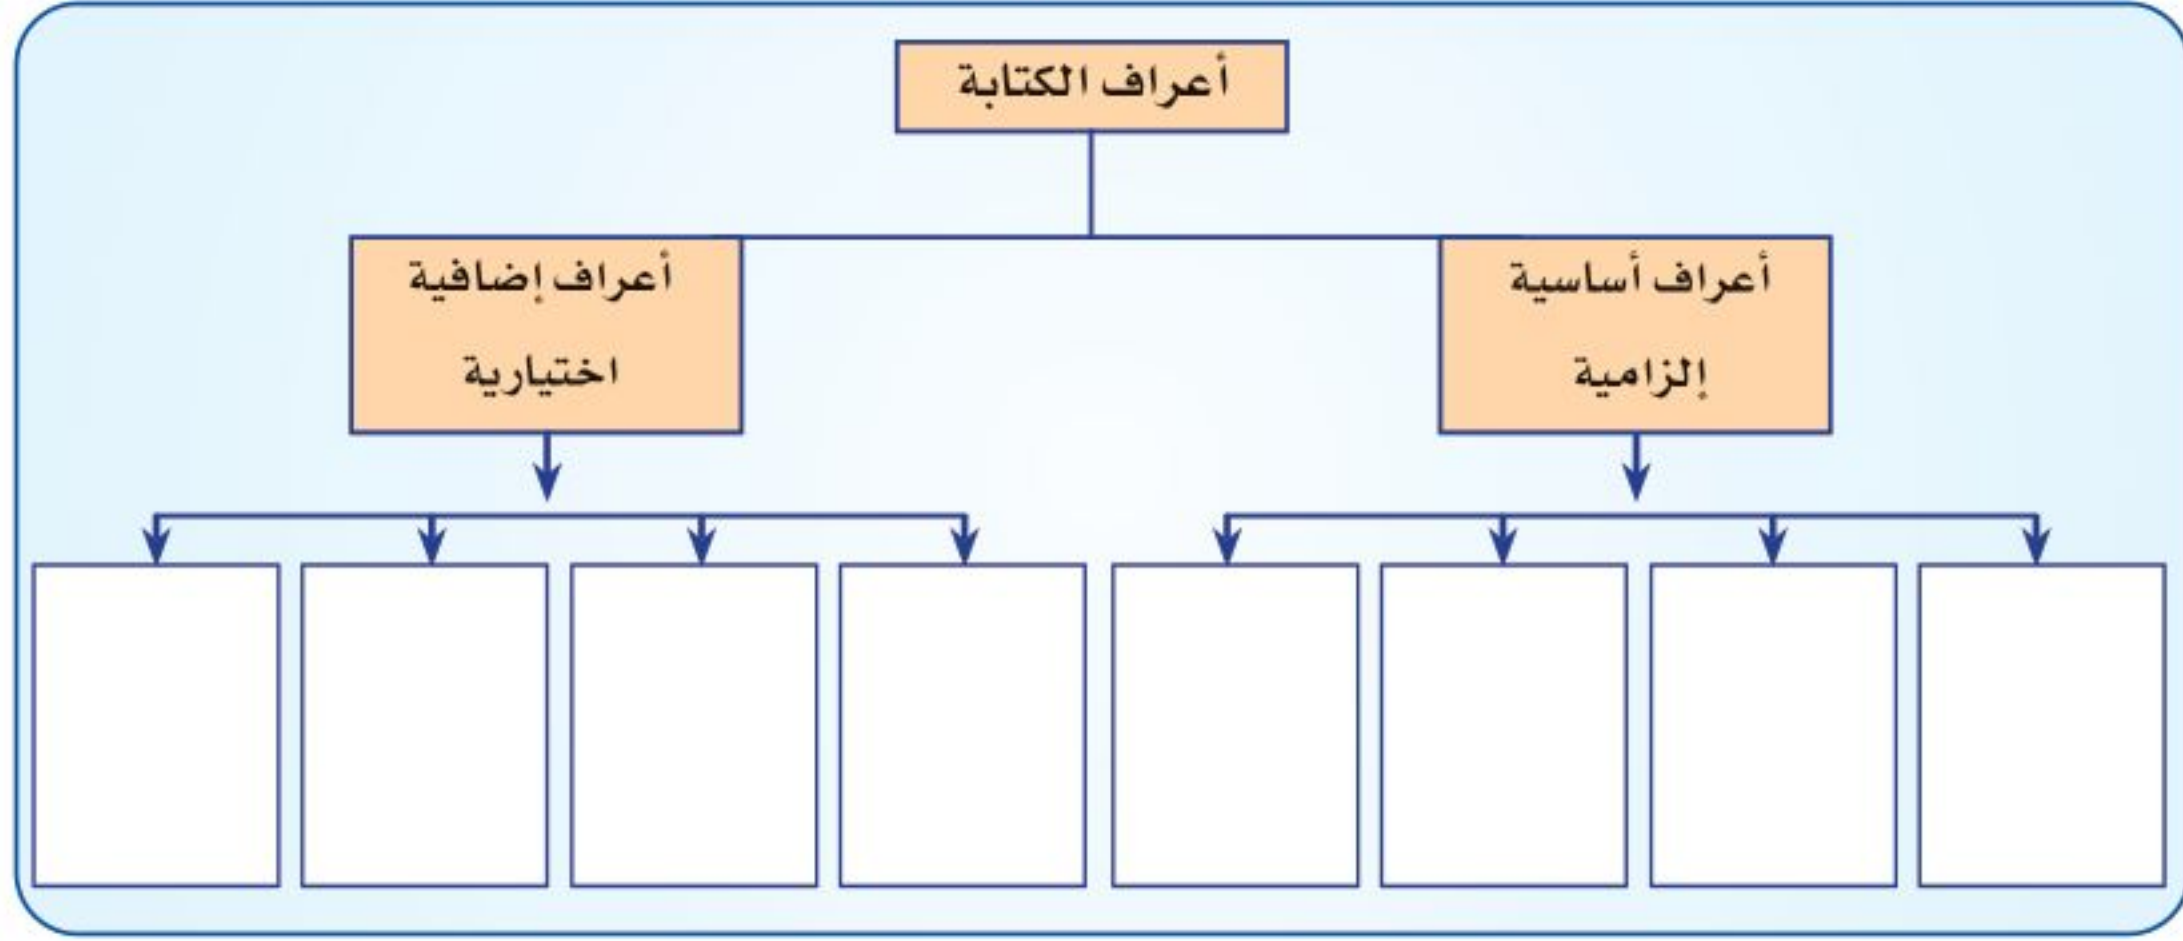 أعراف الكتابة
أعراف أساسية
إلزامية
أعراف إضافية
اختيارية